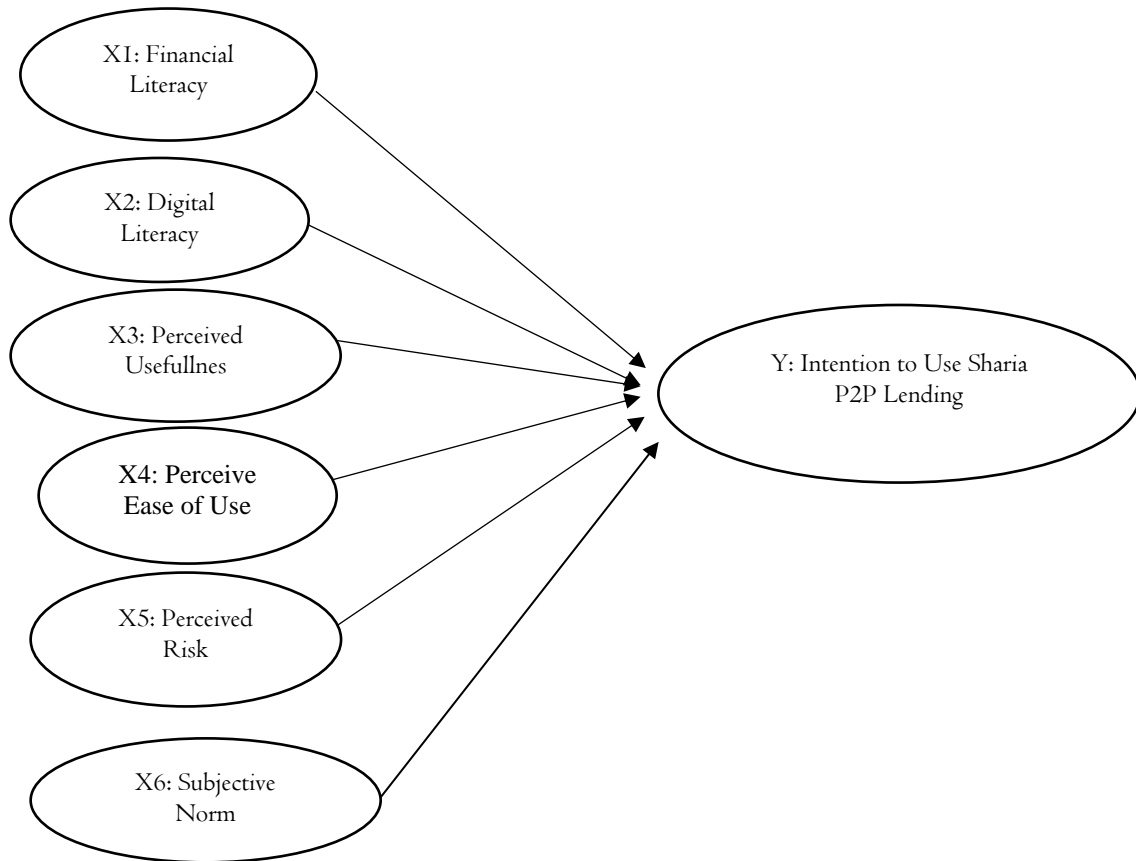 X1: Financial
Literacy
X2: Digital
Literacy
X3: Perceived
Usefullnes
X4: Perceive
Ease of Use
X5: Perceived
Risk
X6: Subjective
Norm
Y: Intention to Use Sharia
P2P Lending